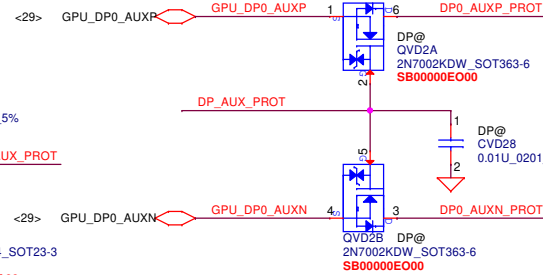 <29> GPU_DP0_AUXP GPU_DP0_AUXP 1 6 DP0_AUXP_PROT
S D
DP@
QVD2A
2N7002KDW_SOT363-6
SB00000EO00
G
2
DP_AUX_PROT
_5%
1
DP@
CVD28
0.01U_0201
2
UX_PROT
5
G
<29> GPU_DP0_AUXN GPU_DP0_AUXN 4 3 DP0_AUXN_PROT
S D
QVD2B DP@
2N7002KDW_SOT363-6
SB00000EO00
_SOT23-3